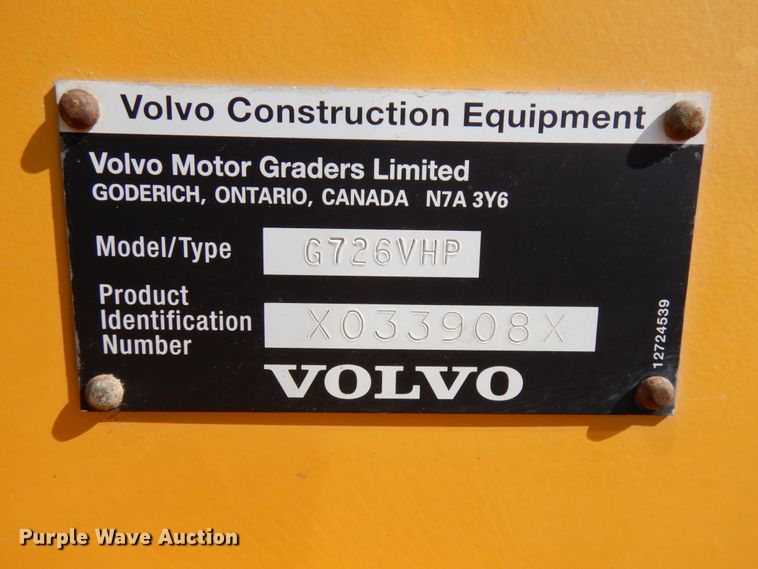 Volvo Construction Equipment
Volvo Motor Graders Limited
GODERICH, ONTARIO, CANADA N7A 3Y6
Model/Type G726VHP
Product
Identification
Number X033908X
12724539
VOLVO
Purple Wave Auction